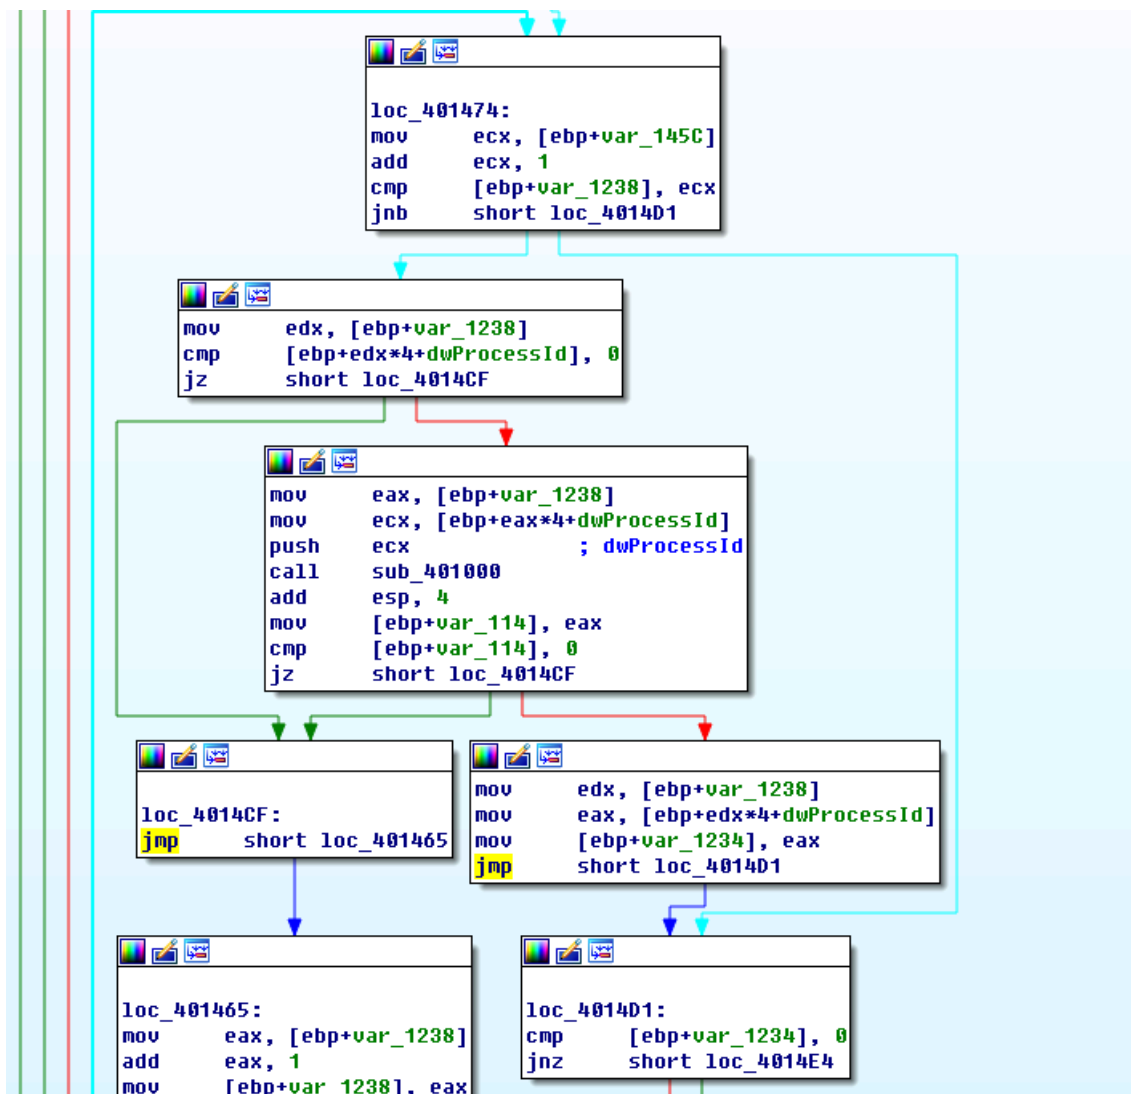 loc_401474:
mov ecx, [ebp+var_145C]
add ecx, 1
cmp [ebp+var_1238], ecx
jnb short loc_4014D1
mov edx, [ebp+var_1238]
cmp [ebp+edx*4+dwProcessId], 0
jz short loc_4014CF
mov eax, [ebp+var_1238]
mov ecx, [ebp+eax*4+dwProcessId]
push ecx ; dwProcessId
call sub_401000
add esp, 4
mov [ebp+var_114], eax
cmp [ebp+var_114], 0
jz short loc_4014CF
loc_4014CF:
jmp short loc_401465
mov edx, [ebp+var_1238]
mov eax, [ebp+edx*4+dwProcessId]
mov [ebp+var_1234], eax
jmp short loc_4014D1
loc_401465:
mov eax, [ebp+var_1238]
add eax, 1
mov [ebp+var_1238], eax
loc_4014D1:
cmp [ebp+var_1234], 0
jnz short loc_4014E4